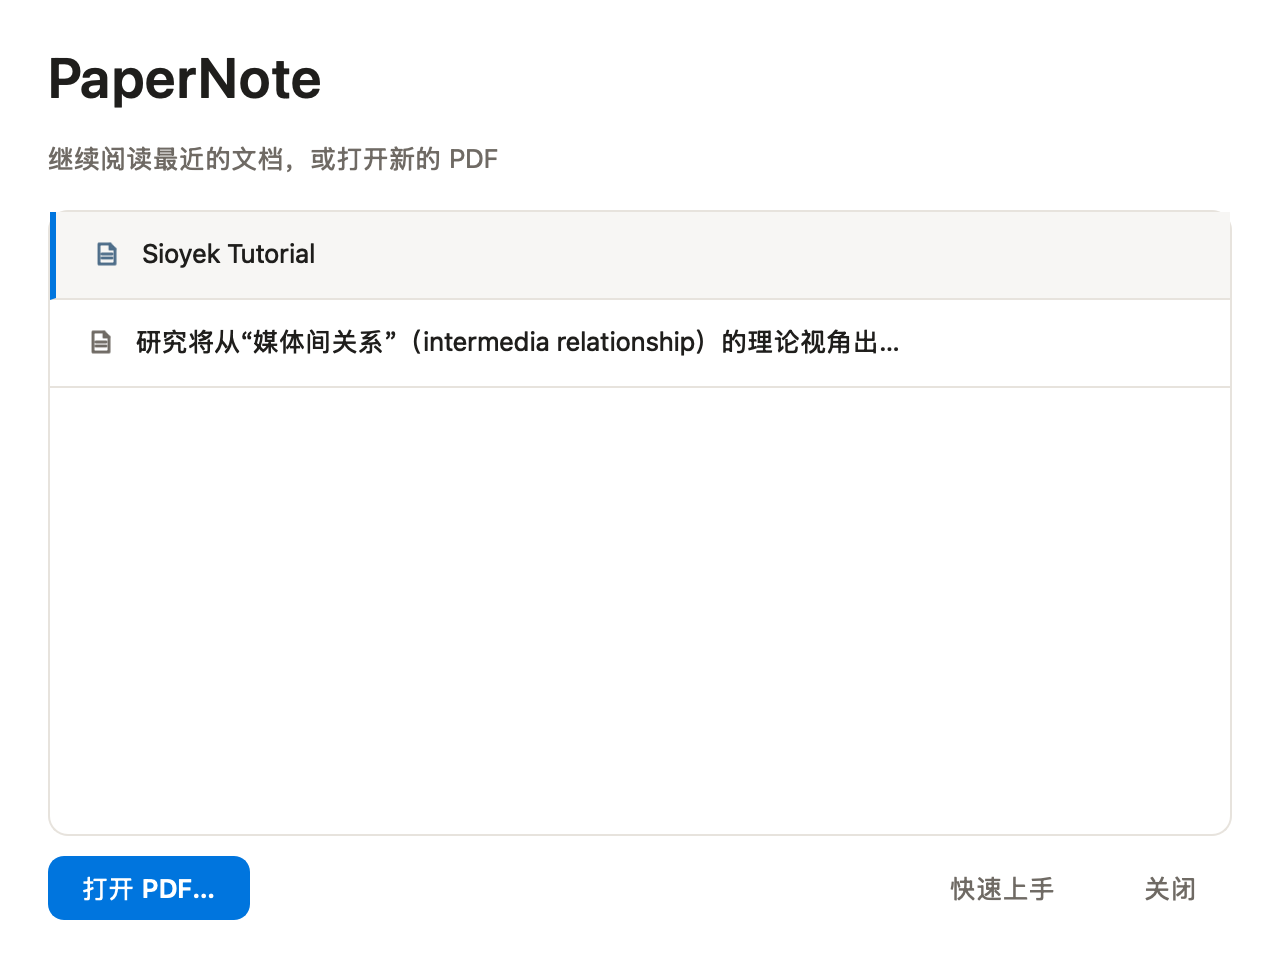 PaperNote
继续阅读最近的文档，或打开新的 PDF
Sioyek Tutorial
研究将从“媒体间关系”（intermedia relationship）的理论视角出...
打开 PDF...
快速上手
关闭